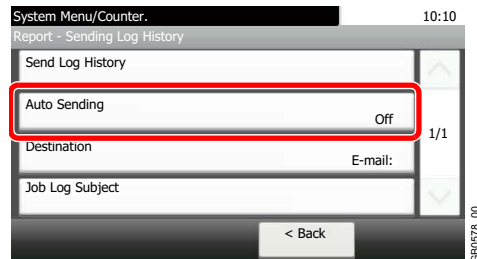 System Menu/Counter.
10:10
Report - Sending Log History
Send Log History
Auto Sending
Off
1/1
Destination
E-mail:
Job Log Subject
< Back
GB0578_00